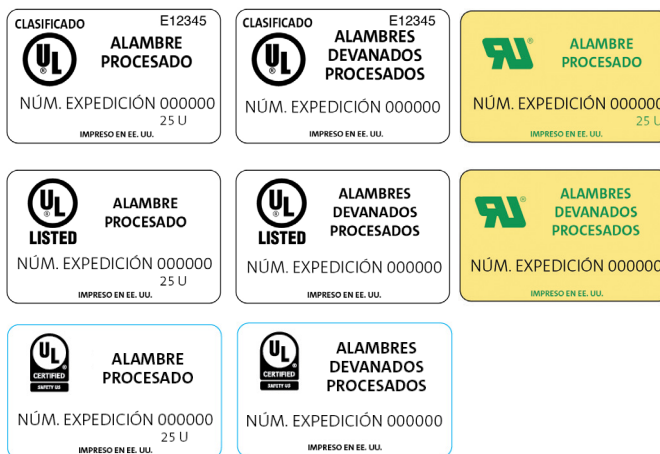 CLASIFICADO E12345
UL
®
ALAMBRE
PROCESADO
NÚM. EXPEDICIÓN 000000
25 U
IMPRESO EN EE. UU.
CLASIFICADO E12345
UL
®
ALAMBRES
DEVANADOS
PROCESADOS
NÚM. EXPEDICIÓN 000000
IMPRESO EN EE. UU.
RU
®
ALAMBRE
PROCESADO
NÚM. EXPEDICIÓN 000000
25 U
IMPRESO EN EE. UU.
UL
®
LISTED
ALAMBRE
PROCESADO
NÚM. EXPEDICIÓN 000000
25 U
IMPRESO EN EE. UU.
UL
®
LISTED
ALAMBRES
DEVANADOS
PROCESADOS
NÚM. EXPEDICIÓN 000000
IMPRESO EN EE. UU.
RU
®
ALAMBRES
DEVANADOS
PROCESADOS
NÚM. EXPEDICIÓN 000000
IMPRESO EN EE. UU.
UL
®
CERTIFIED
SAFETY US
ALAMBRE
PROCESADO
NÚM. EXPEDICIÓN 000000
25 U
IMPRESO EN EE. UU.
UL
®
CERTIFIED
SAFETY US
ALAMBRES
DEVANADOS
PROCESADOS
NÚM. EXPEDICIÓN 000000
IMPRESO EN EE. UU.